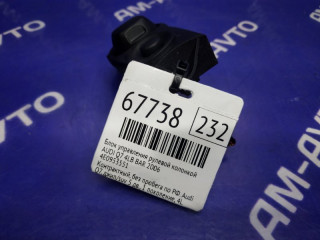 AM-AVTO
67738 232
Блок управления рулевой колонкой
AUDI Q7 4LB BAR 2006
4E0953551
Контрактный, без пробега по РФ. Audi